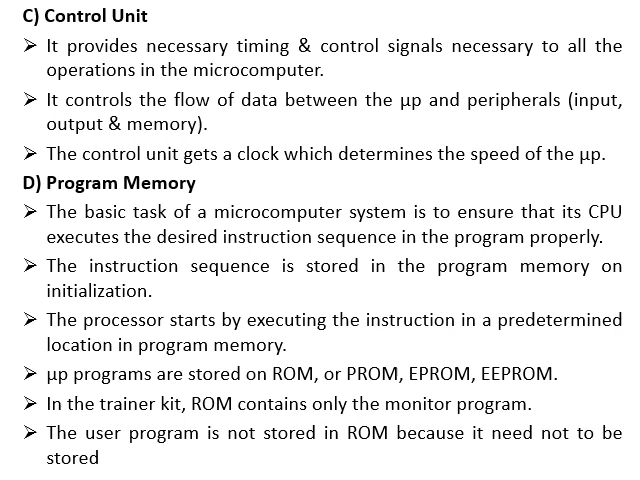 C) Control Unit
➢ It provides necessary timing & control signals necessary to all the
operations in the microcomputer.
➢ It controls the flow of data between the µp and peripherals (input,
output & memory).
➢ The control unit gets a clock which determines the speed of the µp.
D) Program Memory
➢ The basic task of a microcomputer system is to ensure that its CPU
executes the desired instruction sequence in the program properly.
➢ The instruction sequence is stored in the program memory on
initialization.
➢ The processor starts by executing the instruction in a predetermined
location in program memory.
➢ µp programs are stored on ROM, or PROM, EPROM, EEPROM.
➢ In the trainer kit, ROM contains only the monitor program.
➢ The user program is not stored in ROM because it need not to be
stored